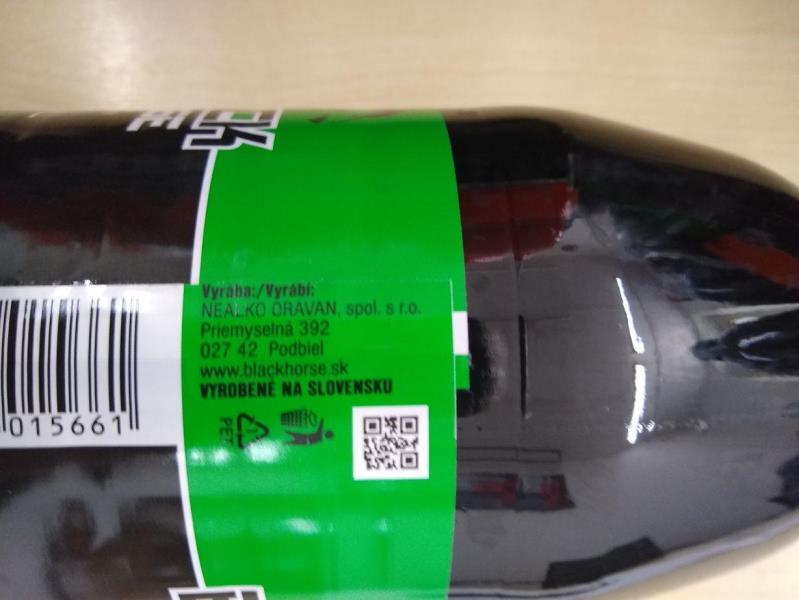 Vyrába:/Vyrábí:
NEALKO ORAVAN, spol. s r.o.
Priemyselná 392
027 42 Podbiel
www.blackhorse.sk
VYROBENÉ NA SLOVENSKU
015661
PET